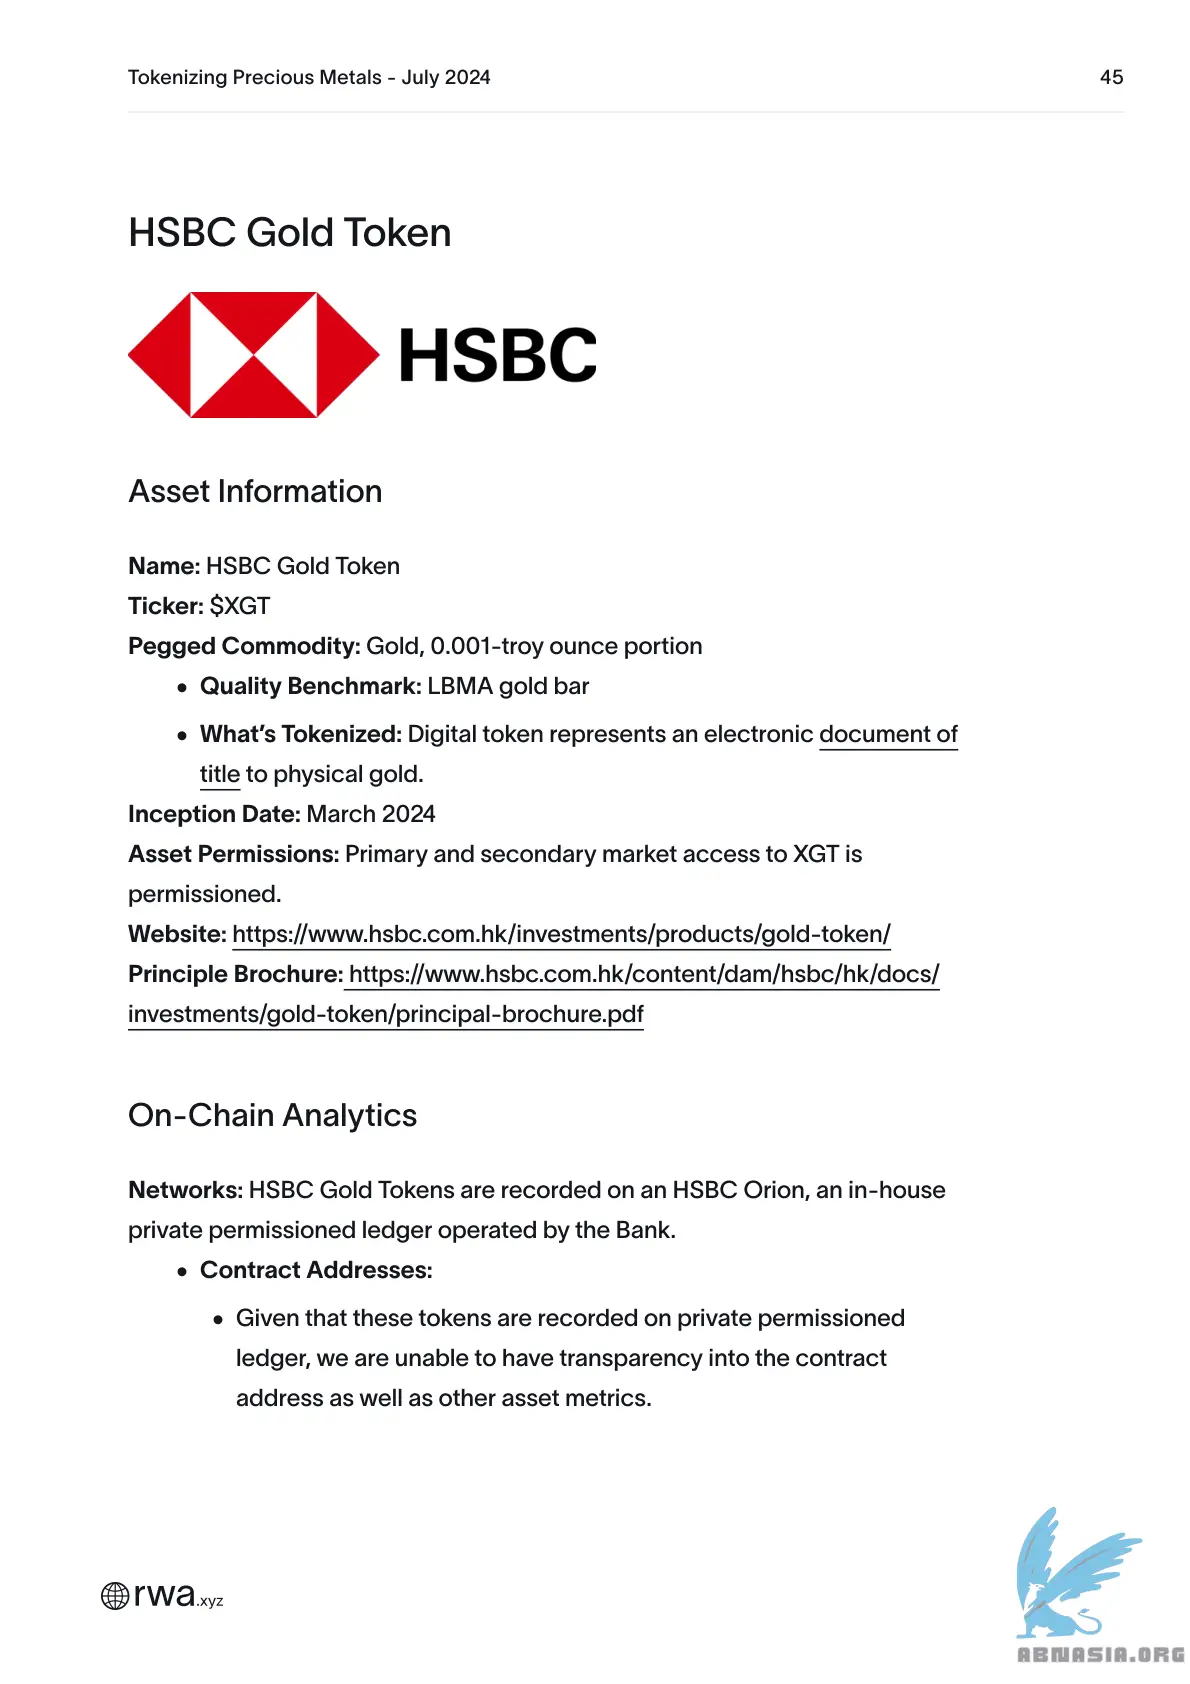 Tokenizing Precious Metals - July 2024 45
HSBC Gold Token
HSBC
Asset Information
Name: HSBC Gold Token
Ticker: $XGT
Pegged Commodity: Gold, 0.001-troy ounce portion
• Quality Benchmark: LBMA gold bar
• What’s Tokenized: Digital token represents an electronic document of
title to physical gold.
Inception Date: March 2024
Asset Permissions: Primary and secondary market access to XGT is
permissioned.
Website: https://www.hsbc.com.hk/investments/products/gold-token/
Principle Brochure: https://www.hsbc.com.hk/content/dam/hsbc/hk/docs/
investments/gold-token/principal-brochure.pdf
On-Chain Analytics
Networks: HSBC Gold Tokens are recorded on an HSBC Orion, an in-house
private permissioned ledger operated by the Bank.
• Contract Addresses:
• Given that these tokens are recorded on private permissioned
ledger, we are unable to have transparency into the contract
address as well as other asset metrics.
rwa.xyz
ABNASIA.ORG